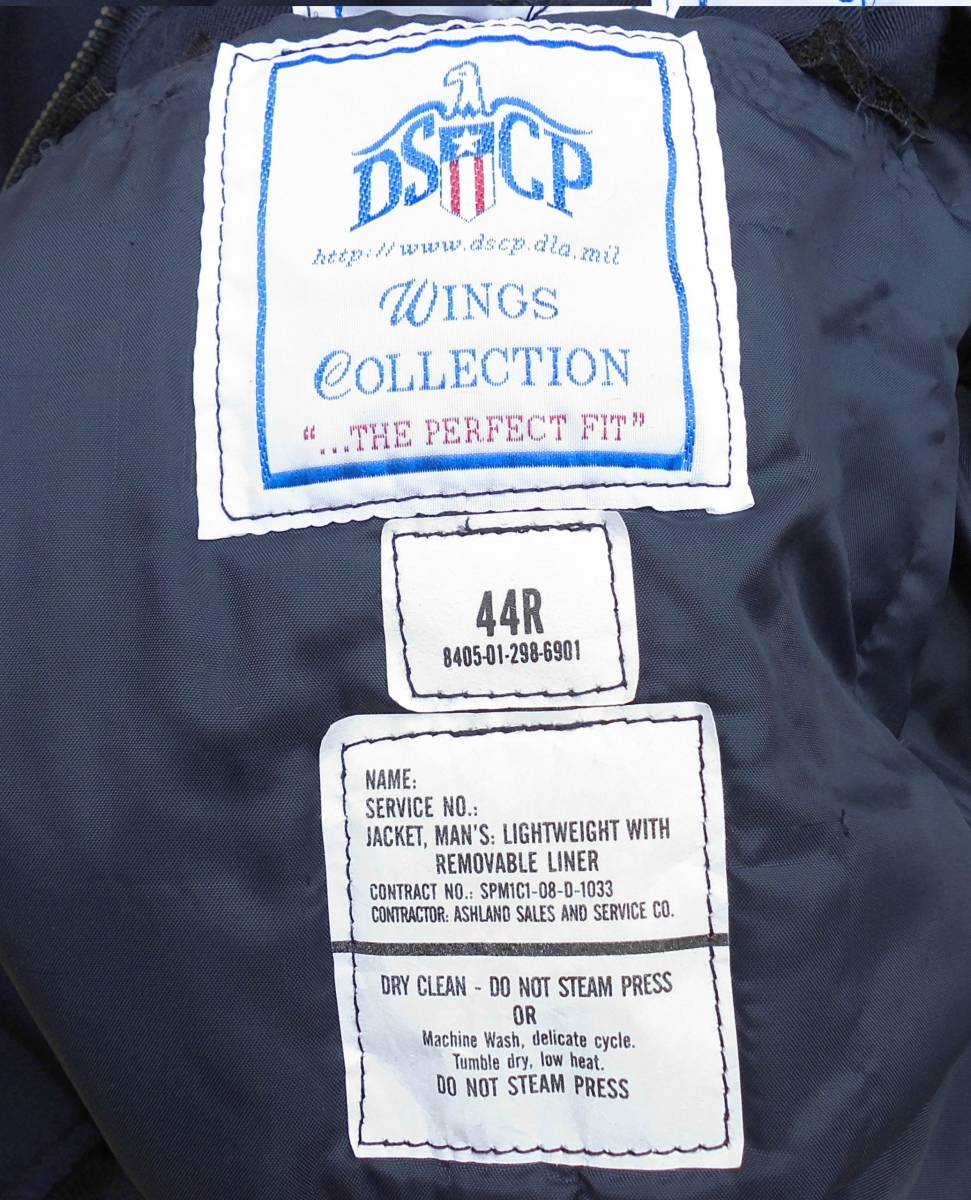 DSCP
http://www.dscp.dla.mil
WINGS
COLLECTION
"...THE PERFECT FIT"
44R
8405-01-298-6901
NAME:
SERVICE NO.:
JACKET, MAN'S: LIGHTWEIGHT WITH
REMOVABLE LINER
CONTRACT NO.: SPM1C1-08-D-1033
CONTRACTOR: ASHLAND SALES AND SERVICE CO.
DRY CLEAN - DO NOT STEAM PRESS
OR
Machine Wash, delicate cycle.
Tumble dry, low heat.
DO NOT STEAM PRESS